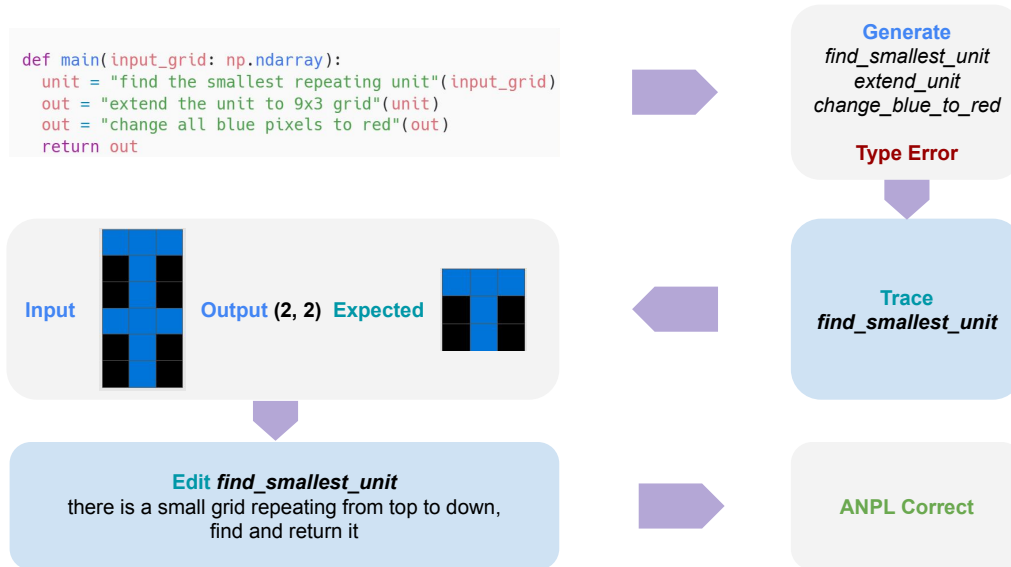 def main(input_grid: np.ndarray):
  unit = "find the smallest repeating unit"(input_grid)
  out = "extend the unit to 9x3 grid"(unit)
  out = "change all blue pixels to red"(out)
  return out
Generate
find_smallest_unit
extend_unit
change_blue_to_red
Type Error
Trace
find_smallest_unit
Input
Output (2, 2) Expected
Edit find_smallest_unit
there is a small grid repeating from top to down,
find and return it
ANPL Correct